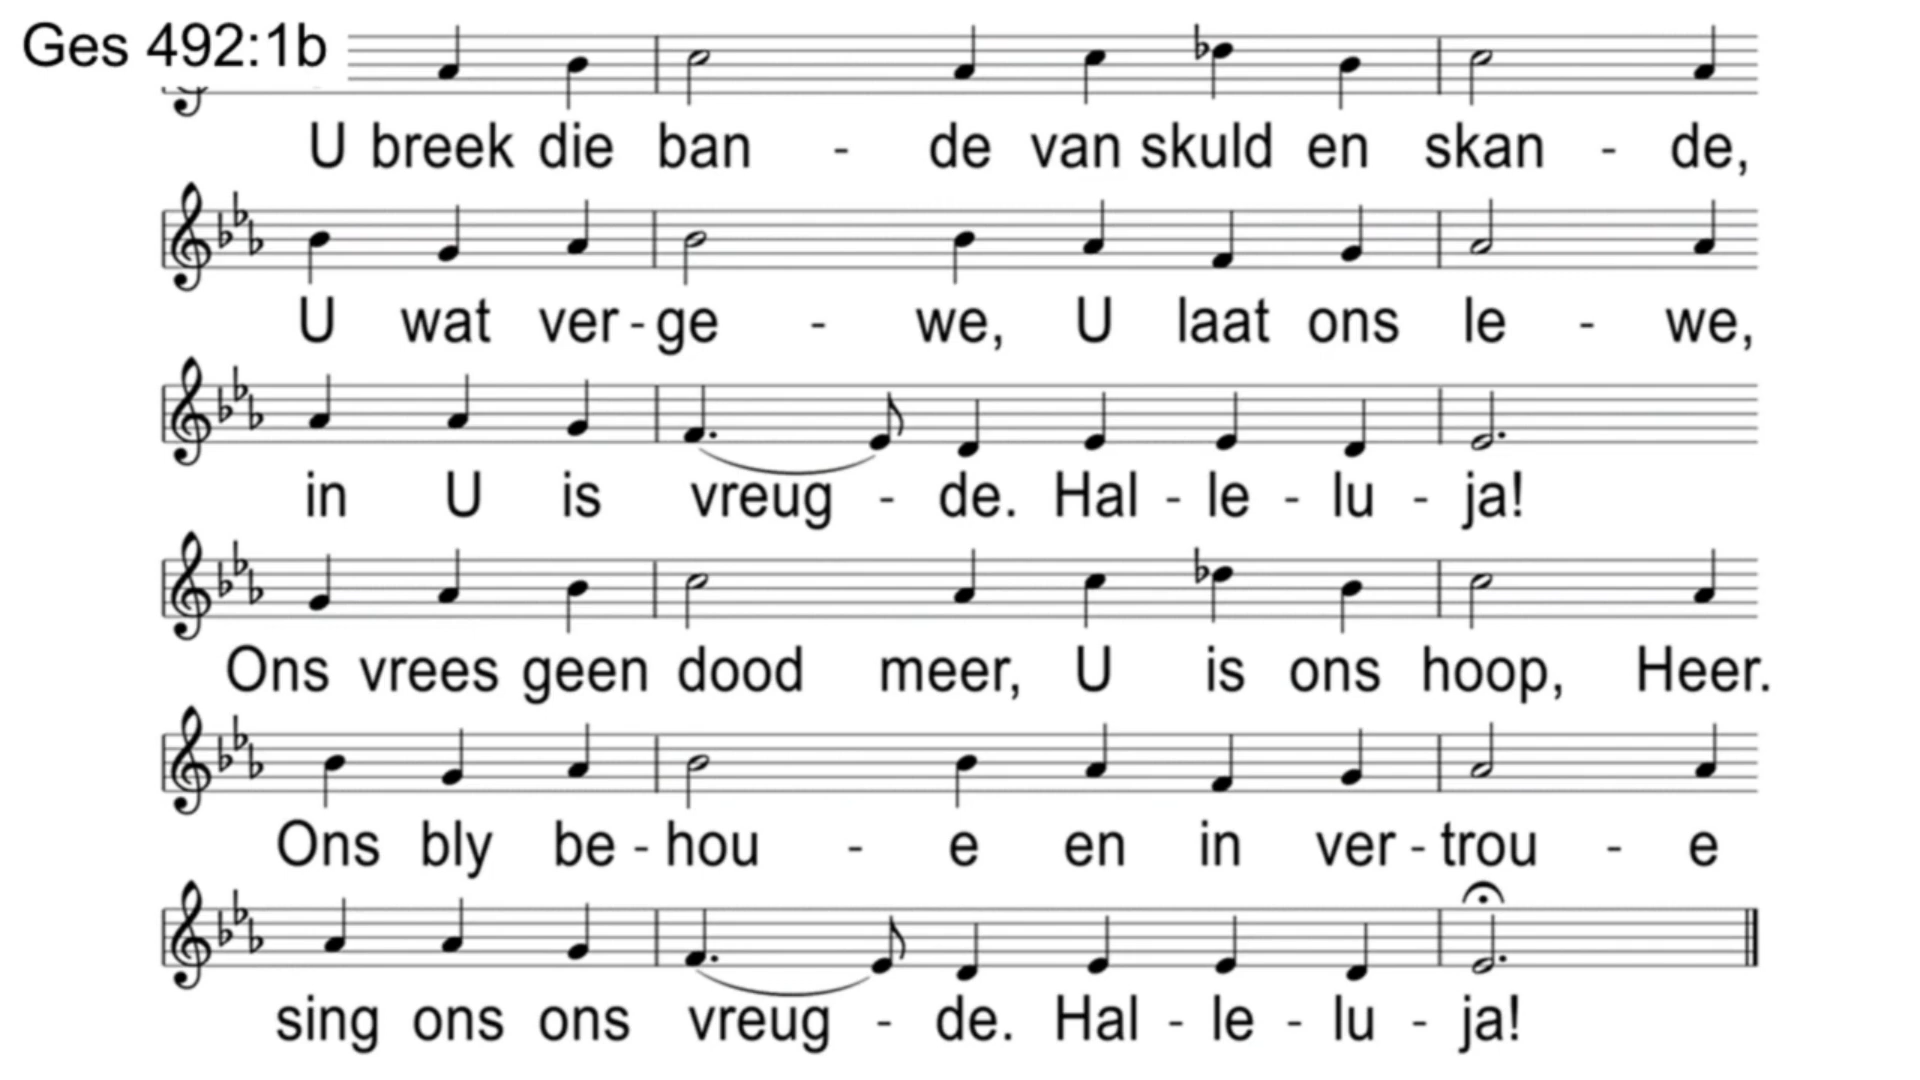 Ges 492:1b
U breek die ban - de van skuld en skan - de,
U wat ver - ge - we, U laat ons le - we,
in U is vreug - de. Hal - le - lu - ja!
Ons vrees geen dood meer, U is ons hoop, Heer.
Ons bly be - hou - e en in ver - trou - e
sing ons ons vreug - de. Hal - le - lu - ja!